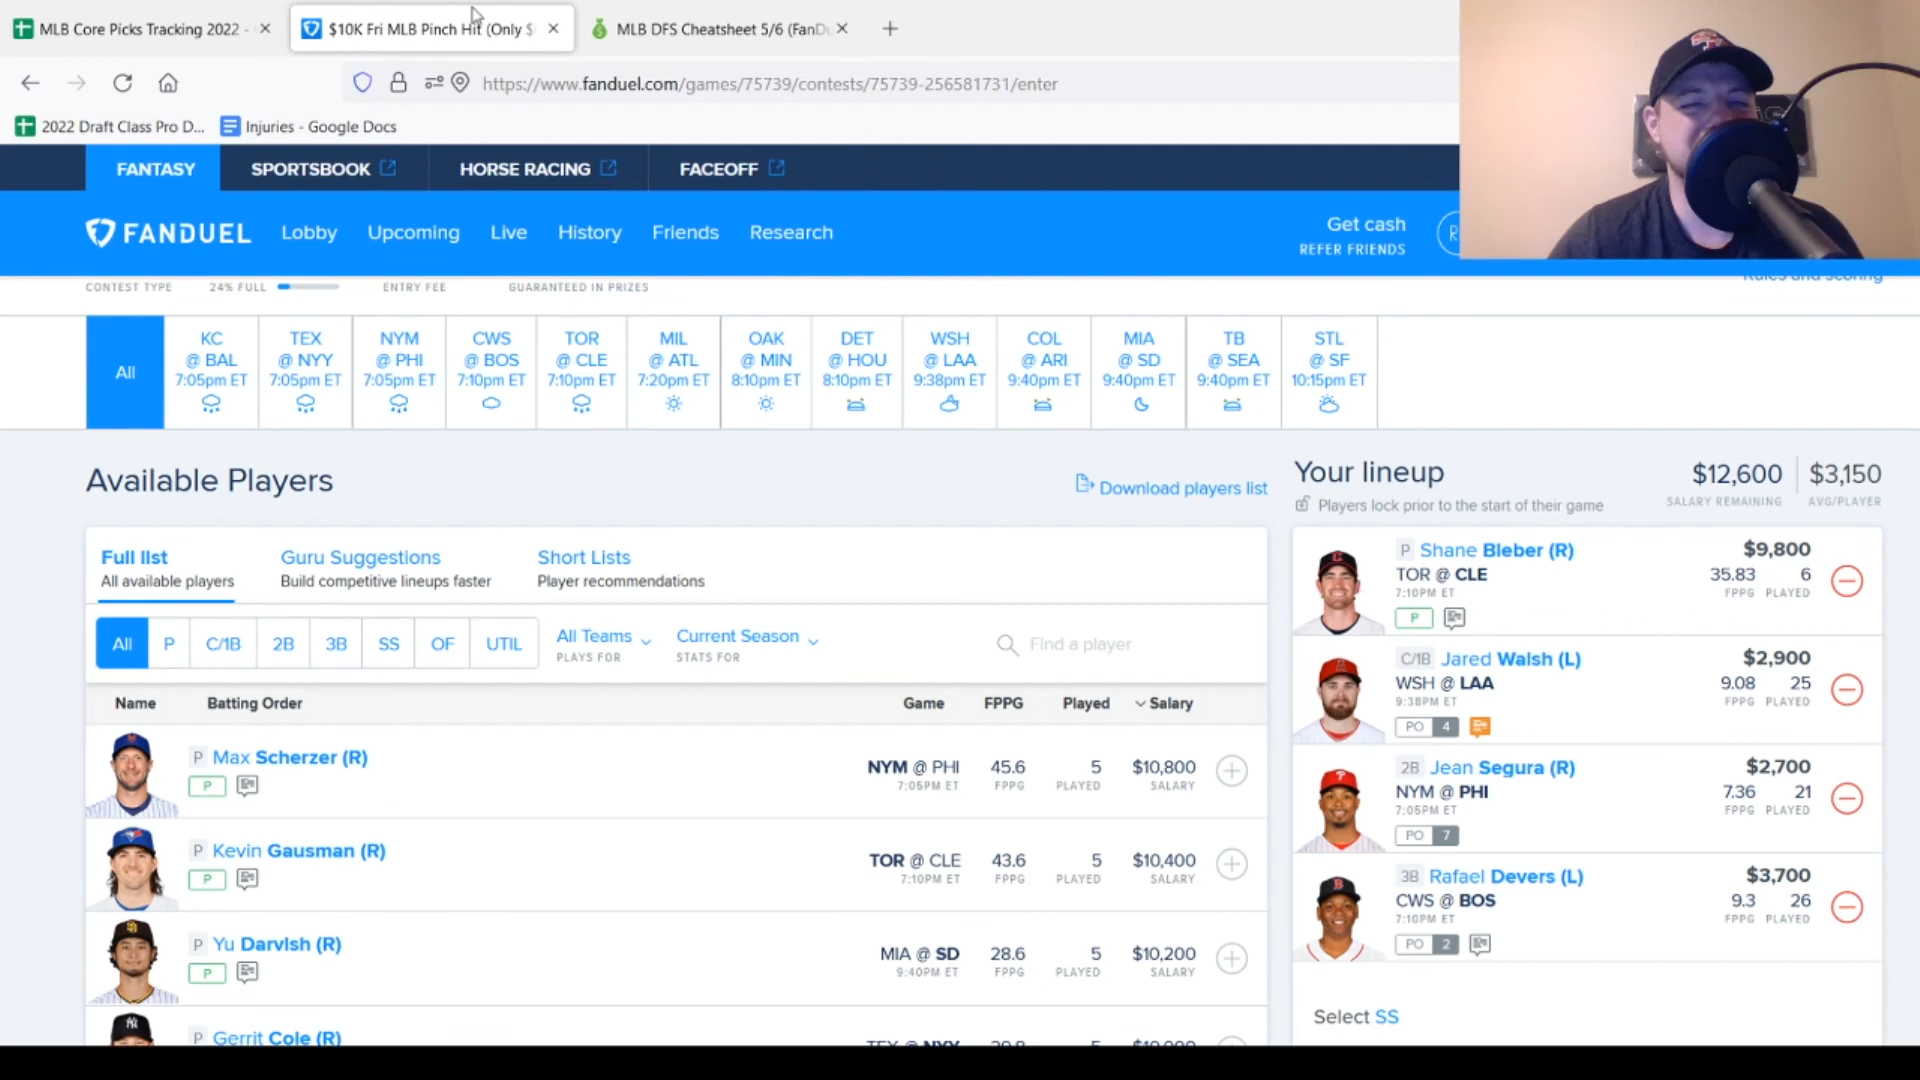 MLB Core Picks Tracking 2022 -
$10K Fri MLB Pinch Hit (Only $
MLB DFS Cheatsheet 5/6 (FanDu
https://www.fanduel.com/games/75739/contests/75739-256581731/enter
2022 Draft Class Pro D...
Injuries - Google Docs
FANTASY
SPORTSBOOK
HORSE RACING
FACEOFF
FANDUEL
Lobby
Upcoming
Live
History
Friends
Research
Get cash
REFER FRIENDS
R
Rules and scoring
CONTEST TYPE
24% FULL
ENTRY FEE
GUARANTEED IN PRIZES
All
KC
@ BAL
7:05pm ET
TEX
@ NYY
7:05pm ET
NYM
@ PHI
7:05pm ET
CWS
@ BOS
7:10pm ET
TOR
@ CLE
7:10pm ET
MIL
@ ATL
7:20pm ET
OAK
@ MIN
8:10pm ET
DET
@ HOU
8:10pm ET
WSH
@ LAA
9:38pm ET
COL
@ ARI
9:40pm ET
MIA
@ SD
9:40pm ET
TB
@ SEA
9:40pm ET
STL
@ SF
10:15pm ET
Available Players
Download players list
Full list
All available players
Guru Suggestions
Build competitive lineups faster
Short Lists
Player recommendations
All P C/1B 2B 3B SS OF UTIL
All Teams
PLAYS FOR
Current Season
STATS FOR
Find a player
Name Batting Order Game FPPG Played Salary
P Max Scherzer (R)
P
NYM @ PHI
7:05PM ET
45.6
FPPG
5
PLAYED
$10,800
SALARY
P Kevin Gausman (R)
P
TOR @ CLE
7:10PM ET
43.6
FPPG
5
PLAYED
$10,400
SALARY
P Yu Darvish (R)
P
MIA @ SD
9:40PM ET
28.6
FPPG
5
PLAYED
$10,200
SALARY
P Gerrit Cole (R)
TEX @ NYY
5
Your lineup
Players lock prior to the start of their game
$12,600
SALARY REMAINING
$3,150
AVG/PLAYER
P Shane Bieber (R)
TOR @ CLE
7:10PM ET
P
$9,800
35.83 6
FPPG PLAYED
C/1B Jared Walsh (L)
WSH @ LAA
9:38PM ET
PO 4
$2,900
9.08 25
FPPG PLAYED
2B Jean Segura (R)
NYM @ PHI
7:05PM ET
PO 7
$2,700
7.36 21
FPPG PLAYED
3B Rafael Devers (L)
CWS @ BOS
7:10PM ET
PO 2
$3,700
9.3 26
FPPG PLAYED
Select SS